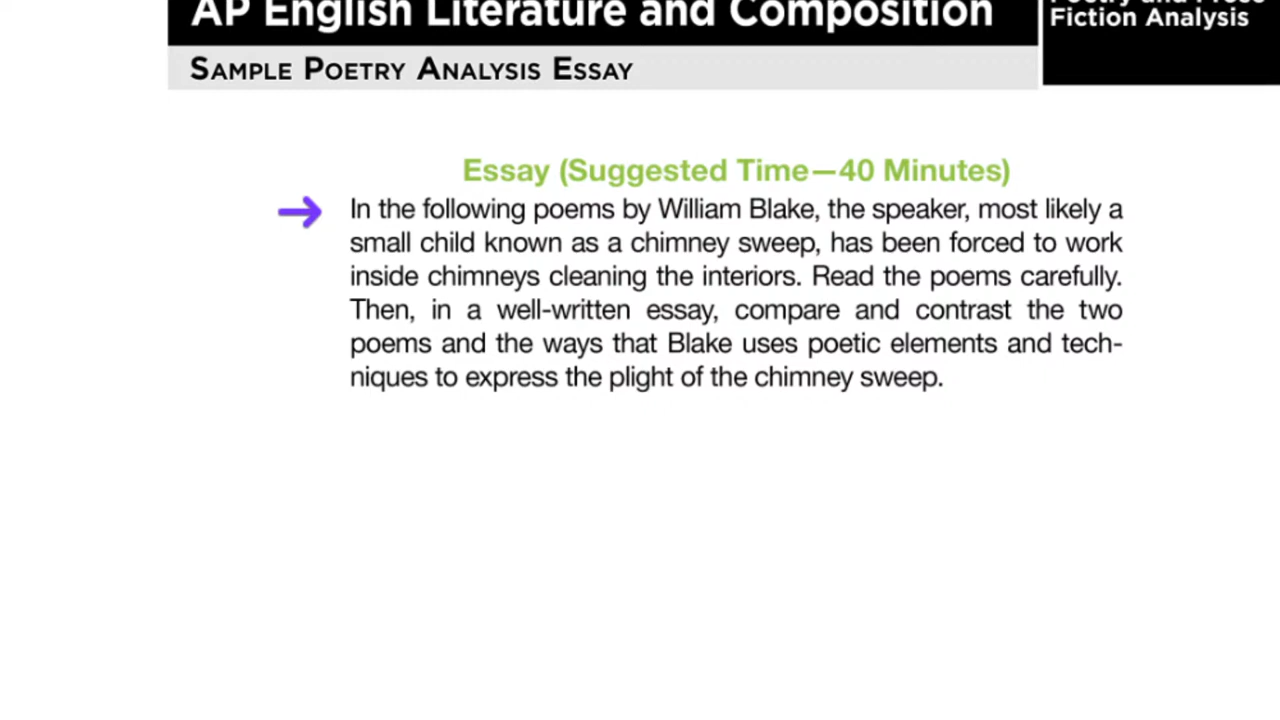 AP English Literature and Composition
Fiction Analysis
SAMPLE POETRY ANALYSIS ESSAY
Essay (Suggested Time—40 Minutes)
In the following poems by William Blake, the speaker, most likely a
small child known as a chimney sweep, has been forced to work
inside chimneys cleaning the interiors. Read the poems carefully.
Then, in a well-written essay, compare and contrast the two
poems and the ways that Blake uses poetic elements and tech-
niques to express the plight of the chimney sweep.